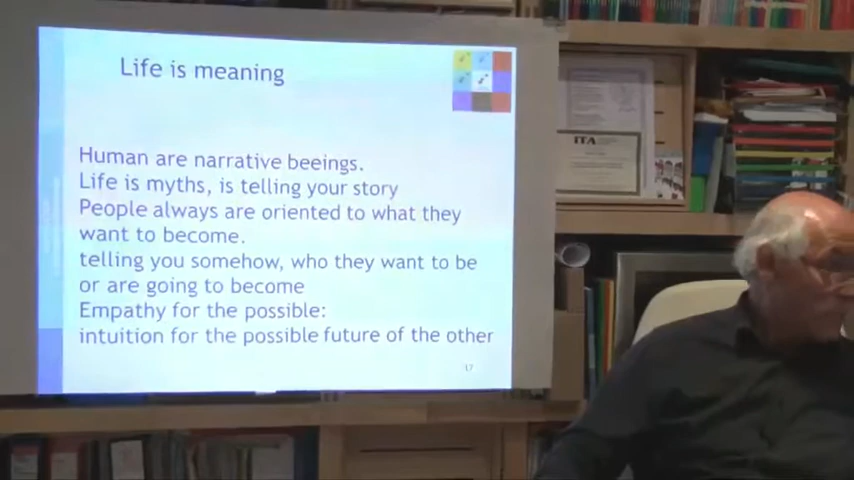 Life is meaning
Human are narrative beeings.
Life is myths, is telling your story
People always are oriented to what they
want to become.
telling you somehow, who they want to be
or are going to become
Empathy for the possible:
intuition for the possible future of the other
17
ITA